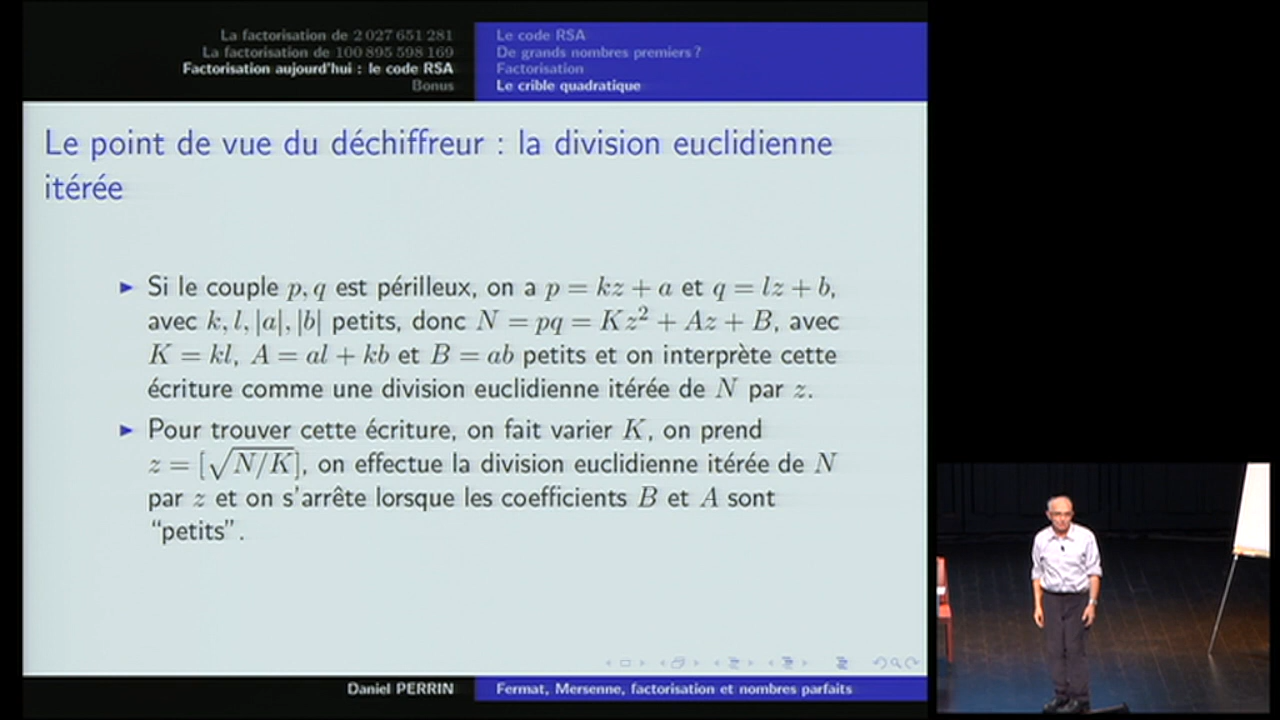 La factorisation de 2 027 651 281
La factorisation de 100 895 598 169
Factorisation aujourd'hui : le code RSA
Bonus
Le code RSA
De grands nombres premiers ?
Factorisation
Le crible quadratique
Le point de vue du déchiffreur : la division euclidienne
itérée
Si le couple p, q est périlleux, on a p = kz + a et q = lz + b,
avec k, l, |a|, |b| petits, donc N = pq = Kz² + Az + B, avec
K = kl, A = al + kb et B = ab petits et on interprète cette
écriture comme une division euclidienne itérée de N par z.
Pour trouver cette écriture, on fait varier K, on prend
z = [√N/K], on effectue la division euclidienne itérée de N
par z et on s'arrête lorsque les coefficients B et A sont
“petits”.
Daniel PERRIN
Fermat, Mersenne, factorisation et nombres parfaits